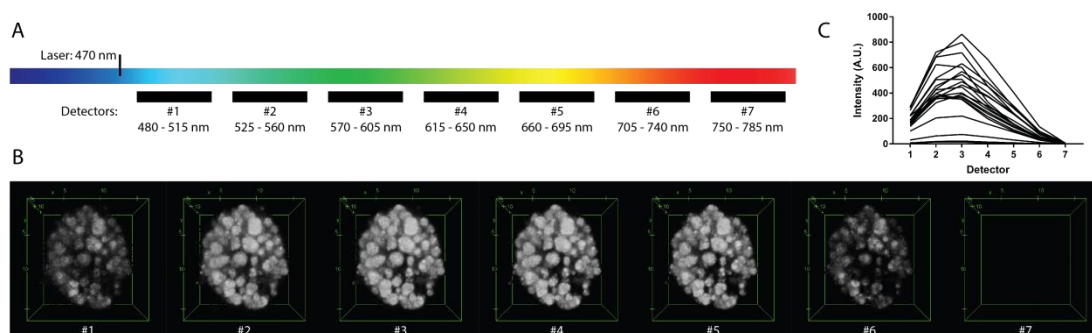 A
Laser: 470 nm
Detectors:
#1 #2 #3 #4 #5 #6 #7
480 - 515 nm 525 - 560 nm 570 - 605 nm 615 - 650 nm 660 - 695 nm 705 - 740 nm 750 - 785 nm
C
Intensity (A.U.)
1000
800
600
400
200
0
1 2 3 4 5 6 7
Detector
B
#1 #2 #3 #4 #5 #6 #7